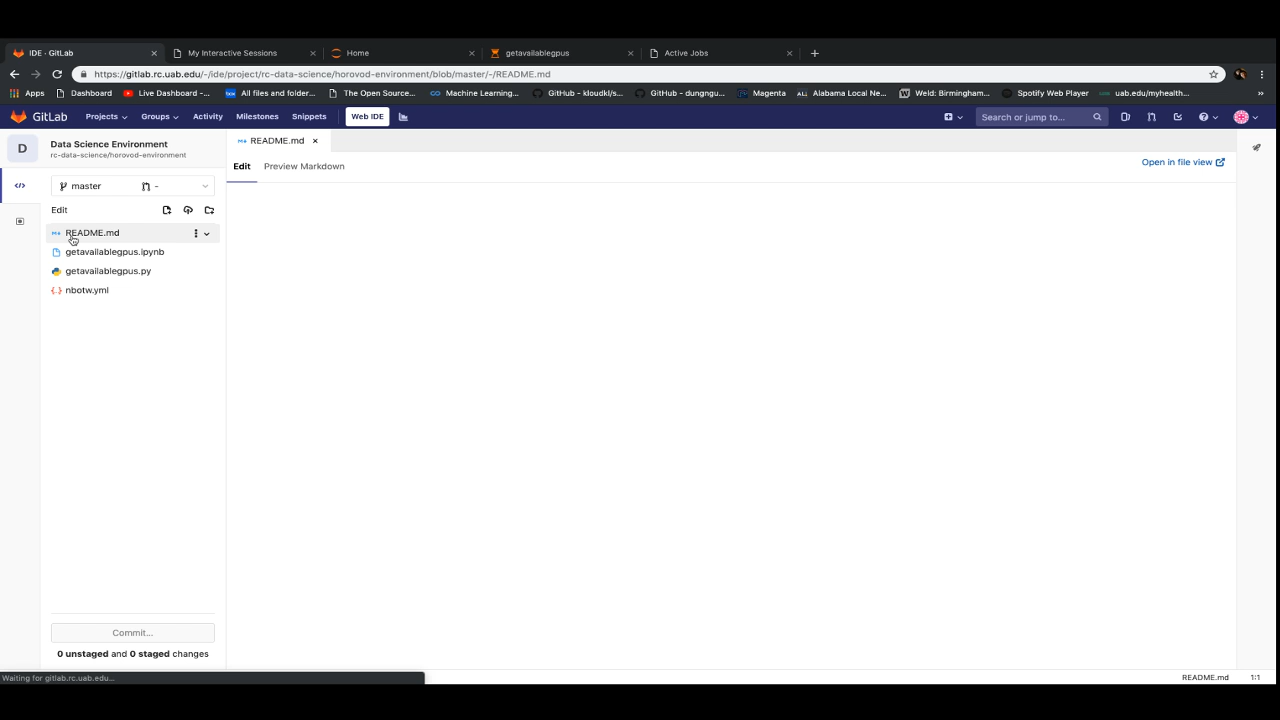 IDE · GitLab
My Interactive Sessions
Home
getavailablegpus
Active Jobs
https://gitlab.rc.uab.edu/-/ide/project/rc-data-science/horovod-environment/blob/master/-/README.md
Apps
Dashboard
Live Dashboard -...
box
All files and folder...
The Open Source...
Machine Learning...
GitHub - kloudkl/s...
GitHub - dungngu...
Magenta
AL
Alabama Local Ne...
Weld: Birmingham...
Spotify Web Player
uab.edu/myhealth...
»
GitLab
Projects
Groups
Activity
Milestones
Snippets
Web IDE
Search or jump to...
D
Data Science Environment
rc-data-science/horovod-environment
README.md
Edit
Preview Markdown
Open in file view
master
-
Edit
README.md
getavailablegpus.ipynb
getavailablegpus.py
nbotw.yml
Commit...
0 unstaged and 0 staged changes
Waiting for gitlab.rc.uab.edu...
README.md
1:1